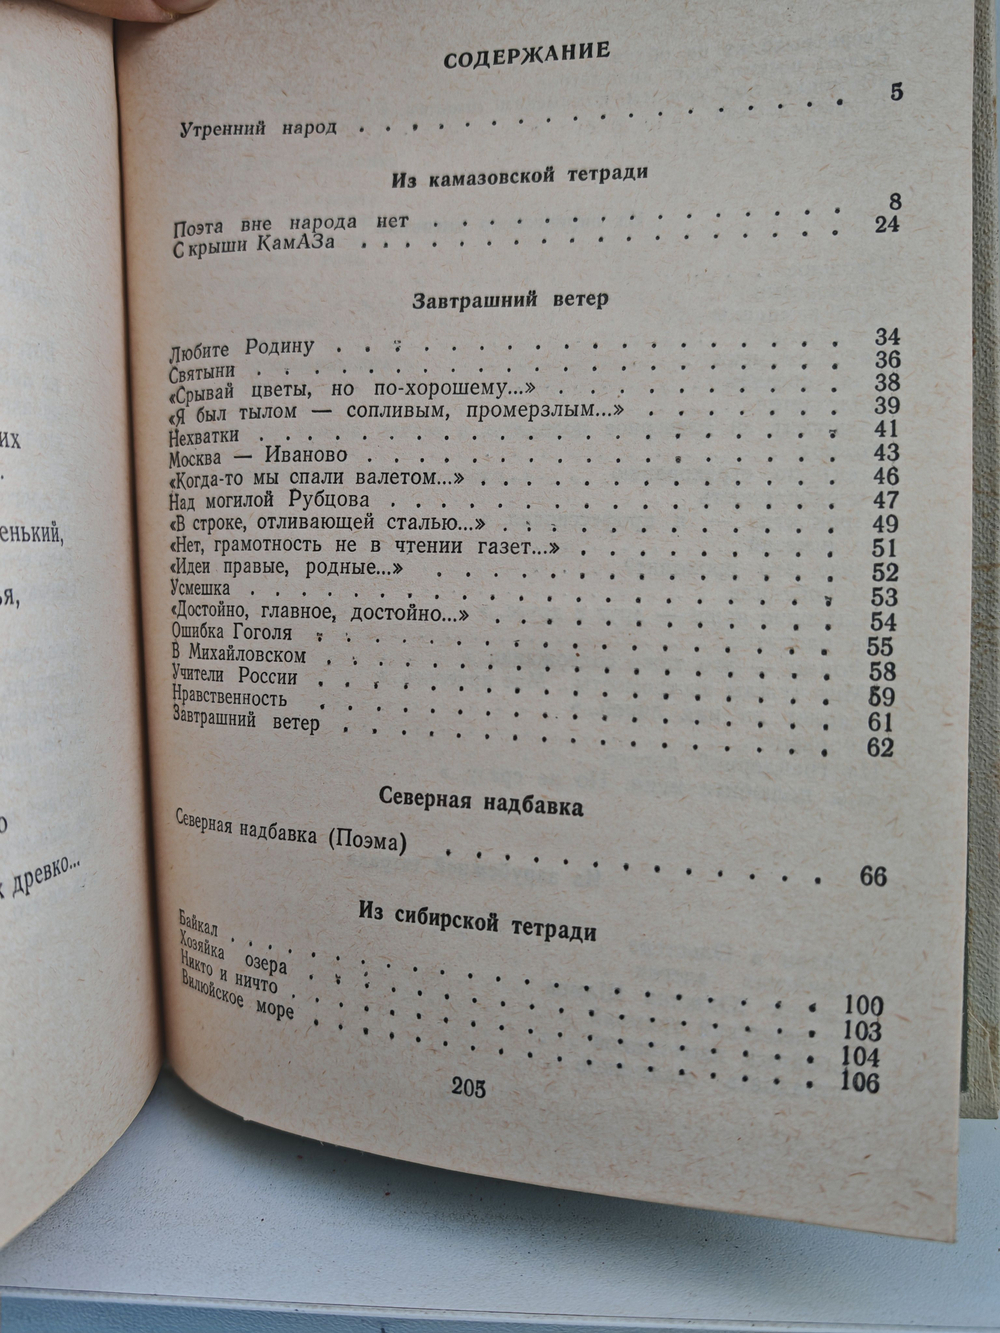 их
енький,
ья,
о
х древко...
СОДЕРЖАНИЕ
Утренний народ . . . . . . . . . . . . . . . . . . 5
Из камазовской тетради
Поэта вне народа нет . . . . . . . . . . . . . . . 8
С крыши КамАЗа . . . . . . . . . . . . . . . . . 24
Завтрашний ветер
Любите Родину . . . . . . . . . . . . . . . . . . 34
Святыни . . . . . . . . . . . . . . . . . . . . . 36
«Срывай цветы, но по-хорошему...» . . . . . . . . . . 38
«Я был тылом — сопливым, промерзлым...» . . . . . . . 39
Нехватки . . . . . . . . . . . . . . . . . . . . . 41
Москва — Иваново . . . . . . . . . . . . . . . . . 43
«Когда-то мы спали валетом...» . . . . . . . . . . . . 46
Над могилой Рубцова . . . . . . . . . . . . . . . . 47
«В строке, отливающей сталью...» . . . . . . . . . . . 49
«Нет, грамотность не в чтении газет...» . . . . . . . . . 51
«Идеи правые, родные...» . . . . . . . . . . . . . . 52
Усмешка . . . . . . . . . . . . . . . . . . . . . 53
«Достойно, главное, достойно...» . . . . . . . . . . . . 54
Ошибка Гоголя . . . . . . . . . . . . . . . . . . 55
В Михайловском . . . . . . . . . . . . . . . . . . 58
Учители России . . . . . . . . . . . . . . . . . . 59
Нравственность . . . . . . . . . . . . . . . . . . 61
Завтрашний ветер . . . . . . . . . . . . . . . . . 62
Северная надбавка
Северная надбавка (Поэма) . . . . . . . . . . . . . . 66
Из сибирской тетради
Байкал . . . . . . . . . . . . . . . . . . . . . 100
Хозяйка озера . . . . . . . . . . . . . . . . . . 103
Никто и ничто . . . . . . . . . . . . . . . . . . 104
Вилюйское море . . . . . . . . . . . . . . . . . . 106
205